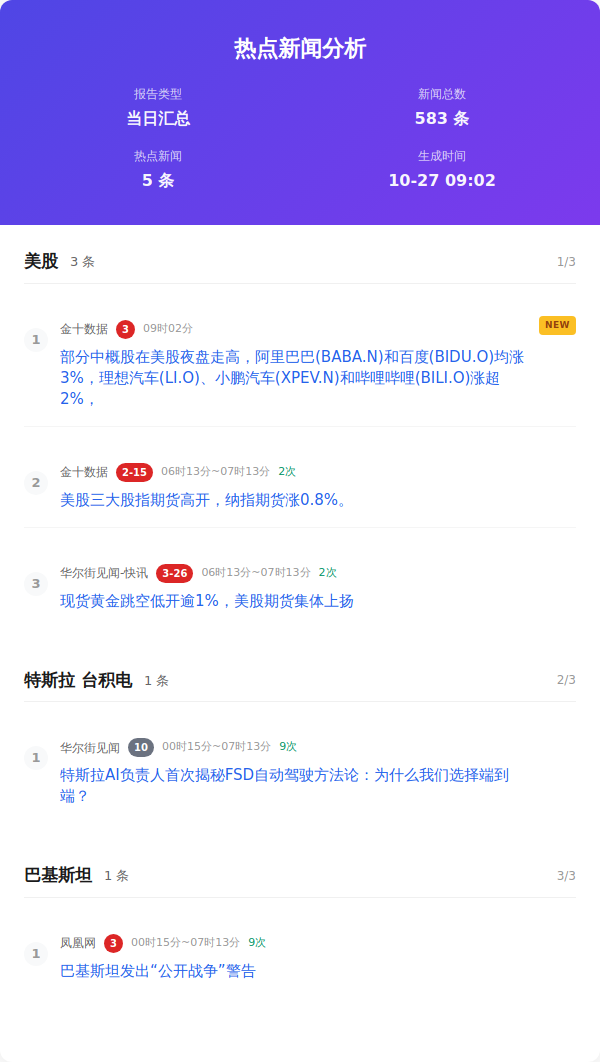 热点新闻分析
报告类型
新闻总数
当日汇总
583 条
热点新闻
生成时间
5 条
10-27 09:02
美股 3 条 1/3
1
金十数据 3 09时02分 NEW
部分中概股在美股夜盘走高，阿里巴巴(BABA.N)和百度(BIDU.O)均涨
3%，理想汽车(LI.O)、小鹏汽车(XPEV.N)和哔哩哔哩(BILI.O)涨超
2%，
2
金十数据 2-15 06时13分~07时13分 2次
美股三大股指期货高开，纳指期货涨0.8%。
3
华尔街见闻-快讯 3-26 06时13分~07时13分 2次
现货黄金跳空低开逾1%，美股期货集体上扬
特斯拉 台积电 1 条 2/3
1
华尔街见闻 10 00时15分~07时13分 9次
特斯拉AI负责人首次揭秘FSD自动驾驶方法论：为什么我们选择端到
端？
巴基斯坦 1 条 3/3
1
凤凰网 3 00时15分~07时13分 9次
巴基斯坦发出“公开战争”警告